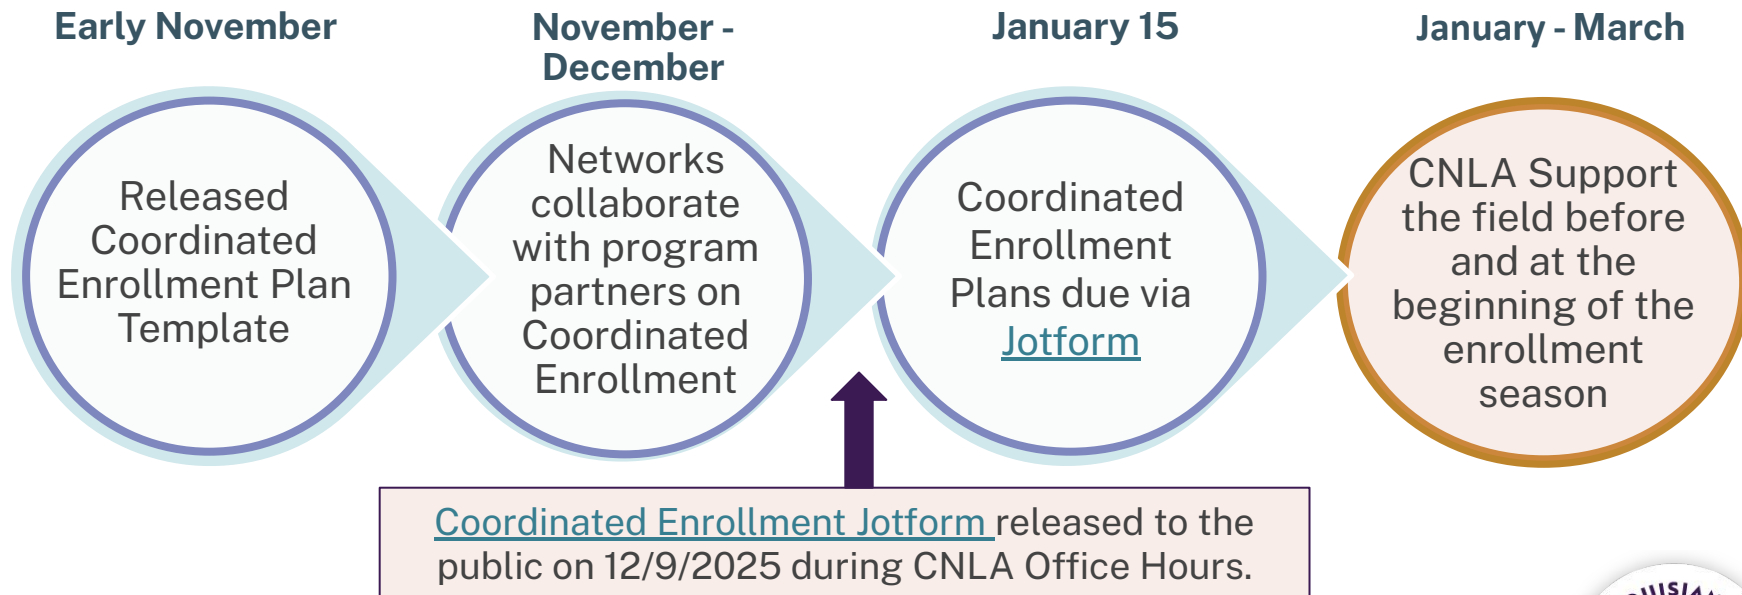 Early November
November -
December
January 15
January - March
Released
Coordinated
Enrollment Plan
Template
Networks
collaborate
with program
partners on
Coordinated
Enrollment
Coordinated
Enrollment
Plans due via
Jotform
CNLA Support
the field before
and at the
beginning of the
enrollment
season
Coordinated Enrollment Jotform released to the
public on 12/9/2025 during CNLA Office Hours.